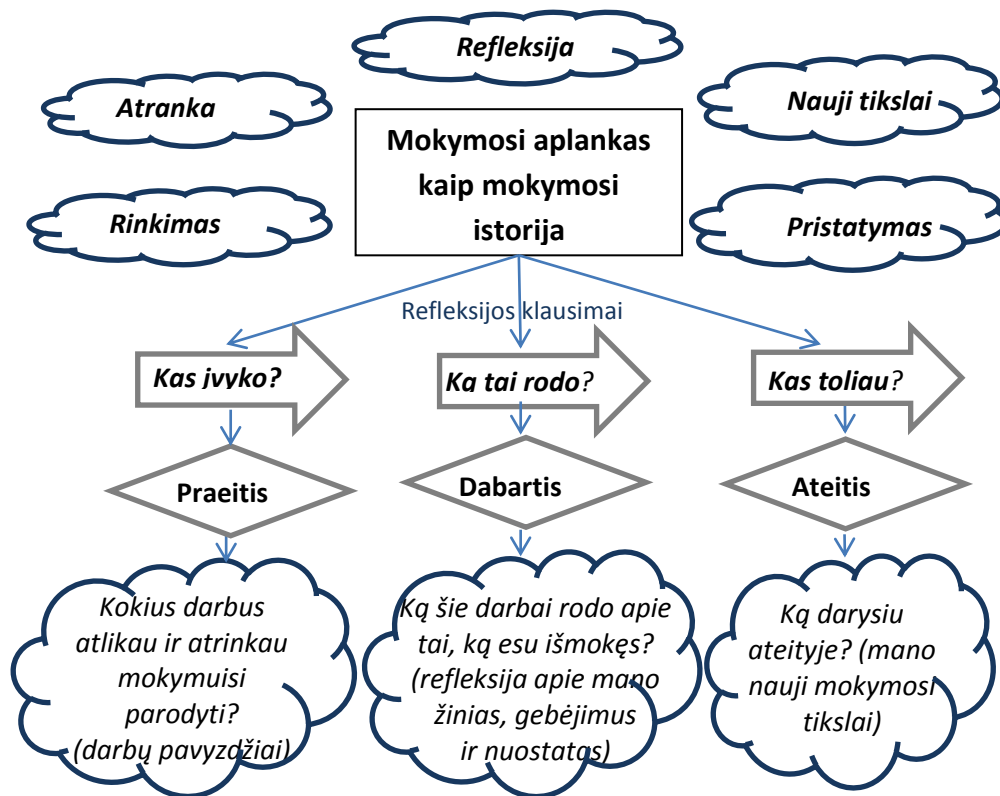 Refleksija
Atranka
Nauji tikslai
Mokymosi aplankas
kaip mokymosi
istorija
Rinkimas
Pristatymas
Refleksijos klausimai
Kas įvyko?
Ką tai rodo?
Kas toliau?
Praeitis
Dabartis
Ateitis
Kokius darbus
atlikau ir atrinkau
mokymuisi
parodyti?
(darbų pavyzdžiai)
Ką šie darbai rodo apie
tai, ką esu išmokęs?
(refleksija apie mano
žinias, gebėjimus
ir nuostatas)
Ką darysiu
ateityje? (mano
nauji mokymosi
tikslai)